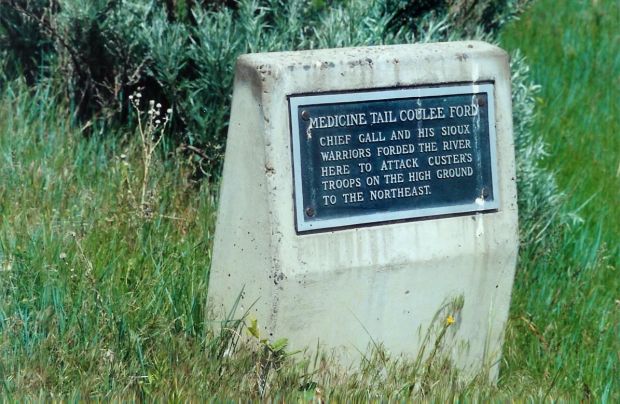 MEDICINE TAIL COULEE FORD
CHIEF GALL AND HIS SIOUX
WARRIORS FORDED THE RIVER
HERE TO ATTACK CUSTER'S
TROOPS ON THE HIGH GROUND
TO THE NORTHEAST.